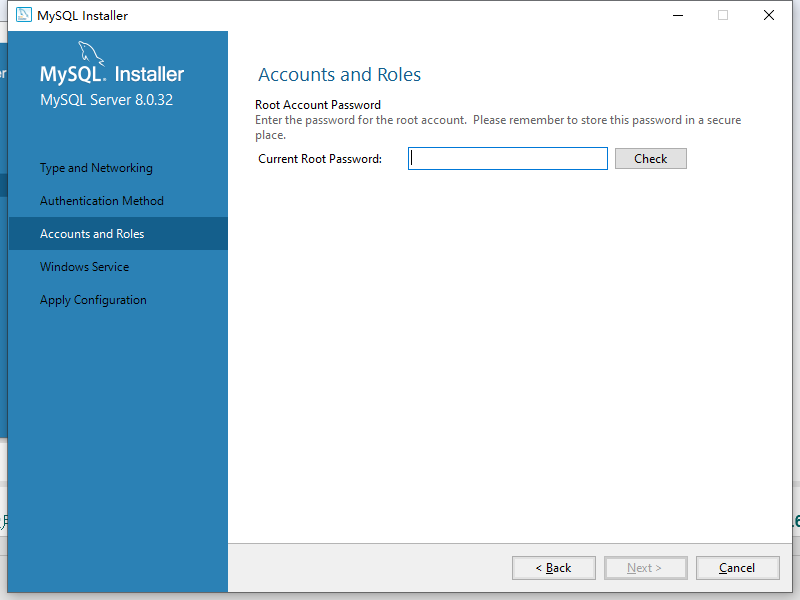 MySQL Installer
MySQL. Installer
MySQL Server 8.0.32
Type and Networking
Authentication Method
Accounts and Roles
Windows Service
Apply Configuration
Accounts and Roles
Root Account Password
Enter the password for the root account. Please remember to store this password in a secure
place.
Current Root Password:
Check
< Back
Next >
Cancel